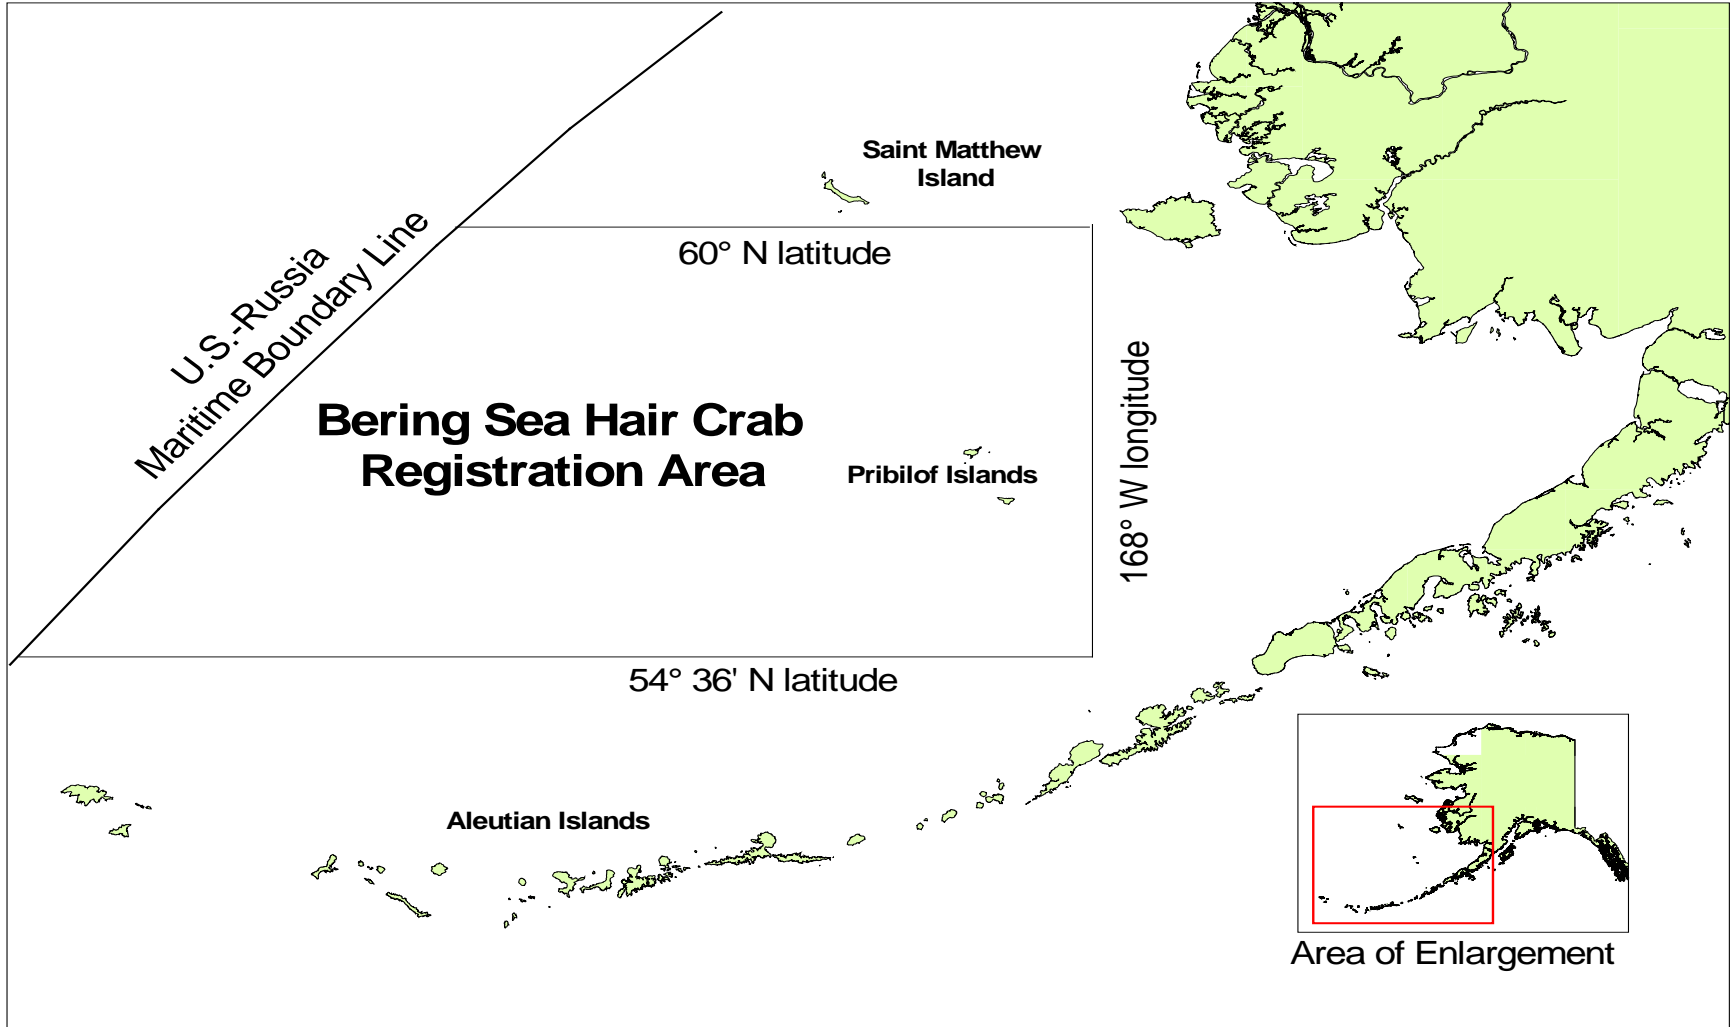 Saint Matthew
Island
60° N latitude
U.S.-Russia
Maritime Boundary Line
168° W longitude
Bering Sea Hair Crab
Registration Area
Pribilof Islands
54° 36' N latitude
Aleutian Islands
Area of Enlargement